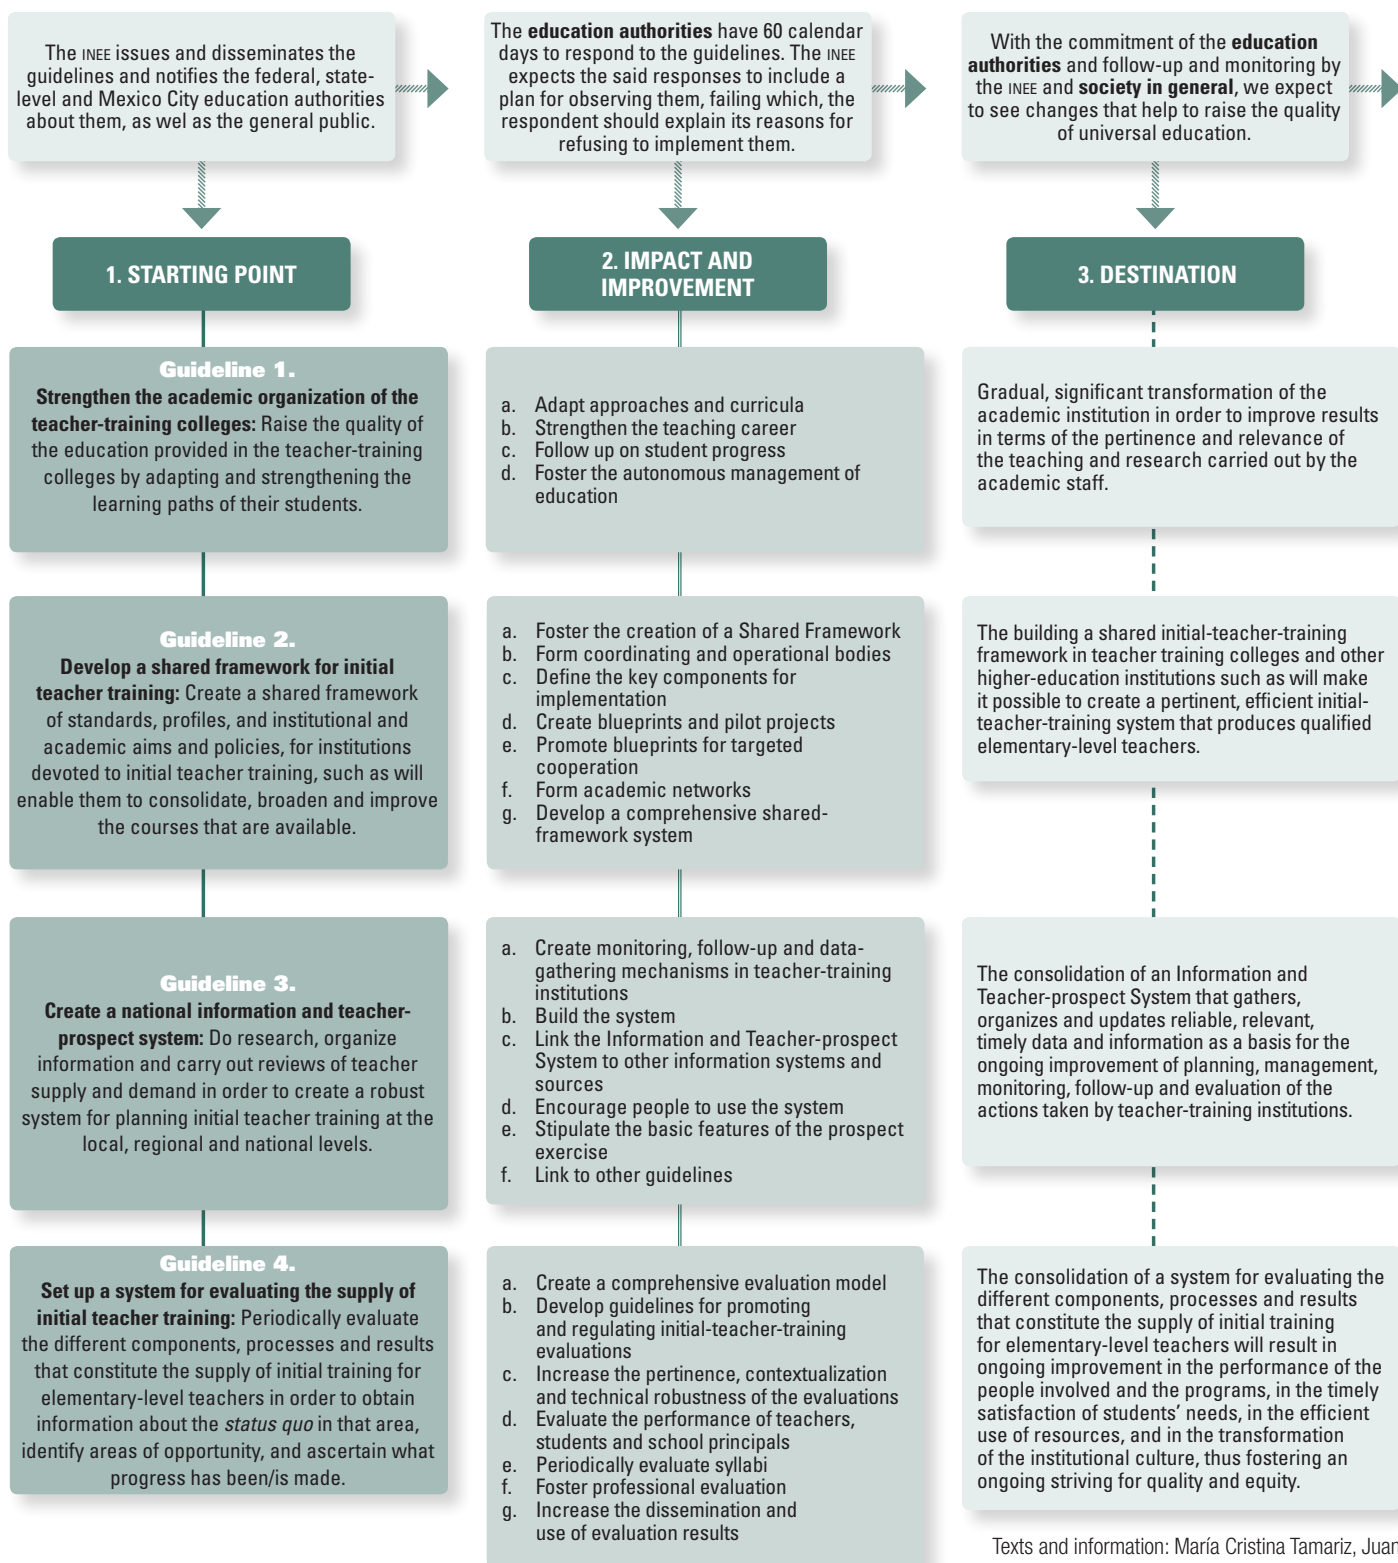 The INEE issues and disseminates the
guidelines and notifies the federal, state-
level and Mexico City education authorities
about them, as wel as the general public.
The education authorities have 60 calendar
days to respond to the guidelines. The INEE
expects the said responses to include a
plan for observing them, failing which, the
respondent should explain its reasons for
refusing to implement them.
With the commitment of the education
authorities and follow-up and monitoring by
the INEE and society in general, we expect
to see changes that help to raise the quality
of universal education.
1. STARTING POINT
2. IMPACT AND
IMPROVEMENT
3. DESTINATION
Guideline 1.
Strengthen the academic organization of the
teacher-training colleges: Raise the quality of
the education provided in the teacher-training
colleges by adapting and strengthening the
learning paths of their students.
a. Adapt approaches and curricula
b. Strengthen the teaching career
c. Follow up on student progress
d. Foster the autonomous management of
education
Gradual, significant transformation of the
academic institution in order to improve results
in terms of the pertinence and relevance of
the teaching and research carried out by the
academic staff.
Guideline 2.
Develop a shared framework for initial
teacher training: Create a shared framework
of standards, profiles, and institutional and
academic aims and policies, for institutions
devoted to initial teacher training, such as will
enable them to consolidate, broaden and improve
the courses that are available.
a. Foster the creation of a Shared Framework
b. Form coordinating and operational bodies
c. Define the key components for
implementation
d. Create blueprints and pilot projects
e. Promote blueprints for targeted
cooperation
f. Form academic networks
g. Develop a comprehensive shared-
framework system
The building a shared initial-teacher-training
framework in teacher training colleges and other
higher-education institutions such as will make
it possible to create a pertinent, efficient initial-
teacher-training system that produces qualified
elementary-level teachers.
Guideline 3.
Create a national information and teacher-
prospect system: Do research, organize
information and carry out reviews of teacher
supply and demand in order to create a robust
system for planning initial teacher training at the
local, regional and national levels.
a. Create monitoring, follow-up and data-
gathering mechanisms in teacher-training
institutions
b. Build the system
c. Link the Information and Teacher-prospect
System to other information systems and
sources
d. Encourage people to use the system
e. Stipulate the basic features of the prospect
exercise
f. Link to other guidelines
The consolidation of an Information and
Teacher-prospect System that gathers,
organizes and updates reliable, relevant,
timely data and information as a basis for the
ongoing improvement of planning, management,
monitoring, follow-up and evaluation of the
actions taken by teacher-training institutions.
Guideline 4.
Set up a system for evaluating the supply of
initial teacher training: Periodically evaluate
the different components, processes and results
that constitute the supply of initial training for
elementary-level teachers in order to obtain
information about the status quo in that area,
identify areas of opportunity, and ascertain what
progress has been/is made.
a. Create a comprehensive evaluation model
b. Develop guidelines for promoting
and regulating initial-teacher-training
evaluations
c. Increase the pertinence, contextualization
and technical robustness of the evaluations
d. Evaluate the performance of teachers,
students and school principals
e. Periodically evaluate syllabi
f. Foster professional evaluation
g. Increase the dissemination and
use of evaluation results
The consolidation of a system for evaluating the
different components, processes and results
that constitute the supply of initial training
for elementary-level teachers will result in
ongoing improvement in the performance of the
people involved and the programs, in the timely
satisfaction of students' needs, in the efficient
use of resources, and in the transformation
of the institutional culture, thus fostering an
ongoing striving for quality and equity.
Texts and information: María Cristina Tamariz, Juan